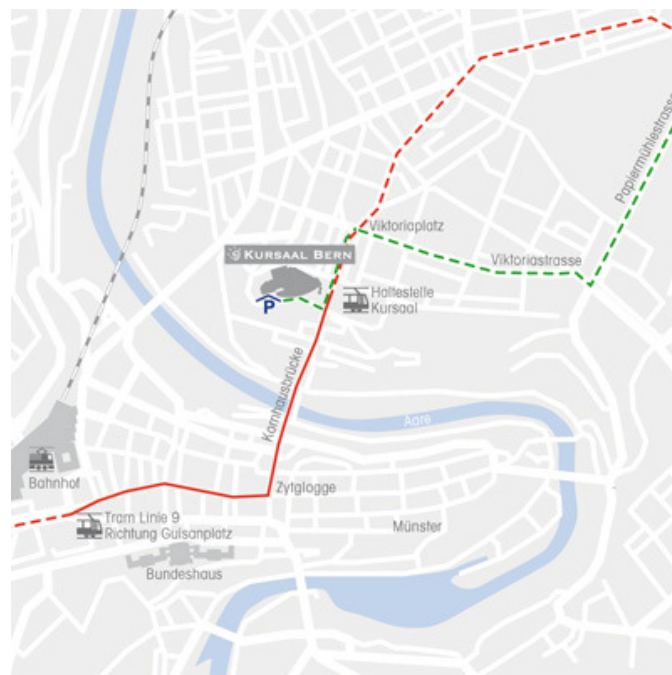 Papiermühlestrasse
Viktoriaplatz
KURSAAL BERN
Viktoriastrasse
P
Haltestelle
Kursaal
Kornhausbrücke
Aare
Bahnhof
Zytglogge
Tram Linie 9
Richtung Guisanplatz
Münster
Bundeshaus